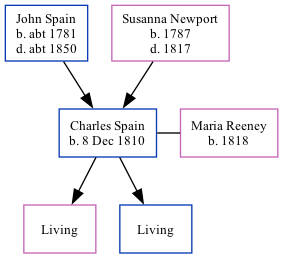 John Spain
b. abt 1781
d. abt 1850
Susanna Newport
b. 1787
d. 1817
Charles Spain
b. 8 Dec 1810
Maria Reeney
b. 1818
Living
Living